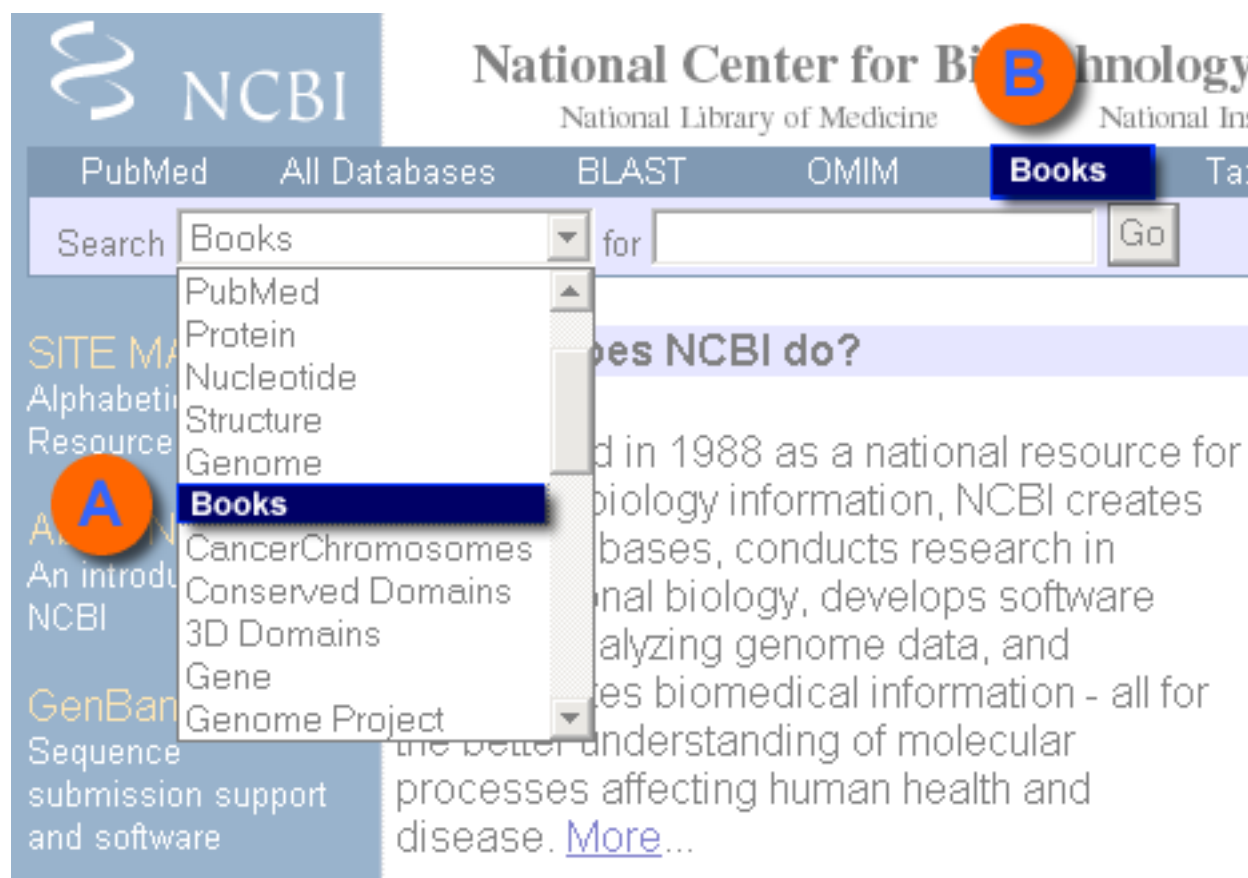 NCBI
National Center for Bi hnology
National Library of Medicine National Ins
B
PubMed All Databases BLAST OMIM Books Tax
Search Books for Go
PubMed
Protein
Nucleotide
Structure
Genome
Books
CancerChromosomes
Conserved Domains
3D Domains
Gene
Genome Project
A
SITE MA
Alphabetic
Resource
An introdu
NCBI
GenBan
Sequence
submission support
and software
oes NCBI do?
d in 1988 as a national resource for
biology information, NCBI creates
bases, conducts research in
nal biology, develops software
alyzing genome data, and
es biomedical information - all for
the better understanding of molecular
processes affecting human health and
disease. More...